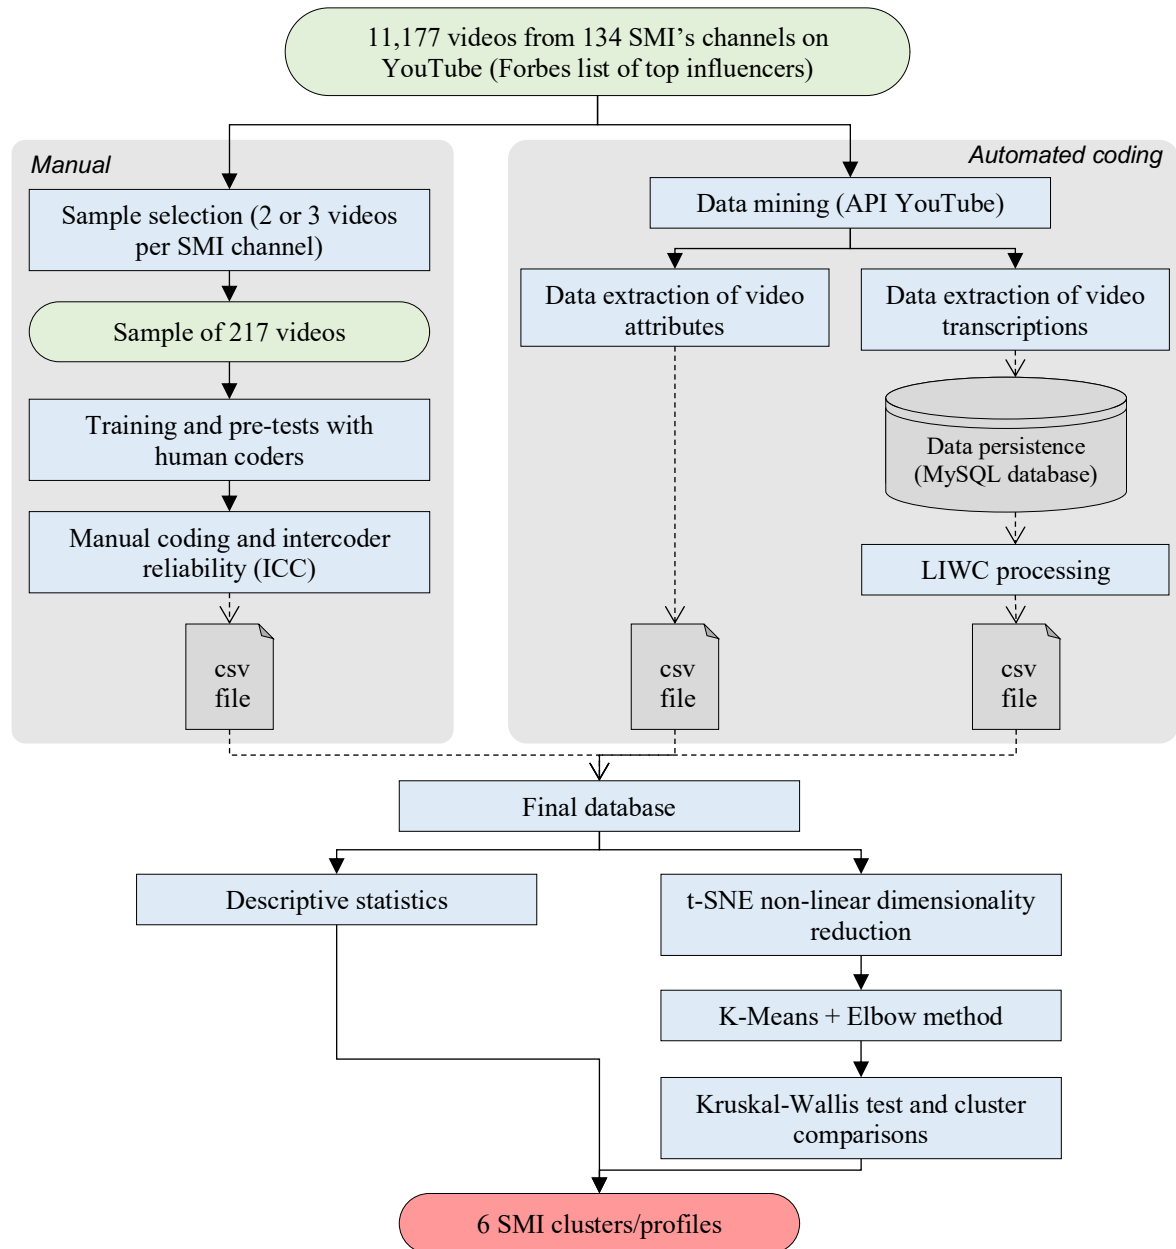 11,177 videos from 134 SMI’s channels on
YouTube (Forbes list of top influencers)
Manual
Sample selection (2 or 3 videos
per SMI channel)
Sample of 217 videos
Training and pre-tests with
human coders
Manual coding and intercoder
reliability (ICC)
csv
file
Automated coding
Data mining (API YouTube)
Data extraction of video
attributes
Data extraction of video
transcriptions
Data persistence
(MySQL database)
LIWC processing
csv
file
csv
file
Final database
Descriptive statistics
t-SNE non-linear dimensionality
reduction
K-Means + Elbow method
Kruskal-Wallis test and cluster
comparisons
6 SMI clusters/profiles